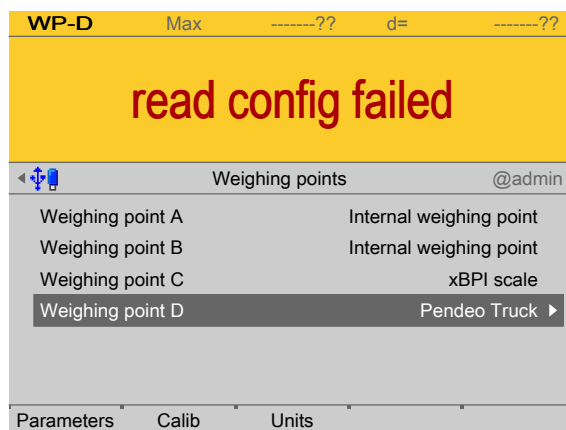 WP-D Max -------?? d= -------??
read config failed
Weighing points @admin
Weighing point A Internal weighing point
Weighing point B Internal weighing point
Weighing point C xBPI scale
Weighing point D Pendeo Truck
Parameters Calib Units